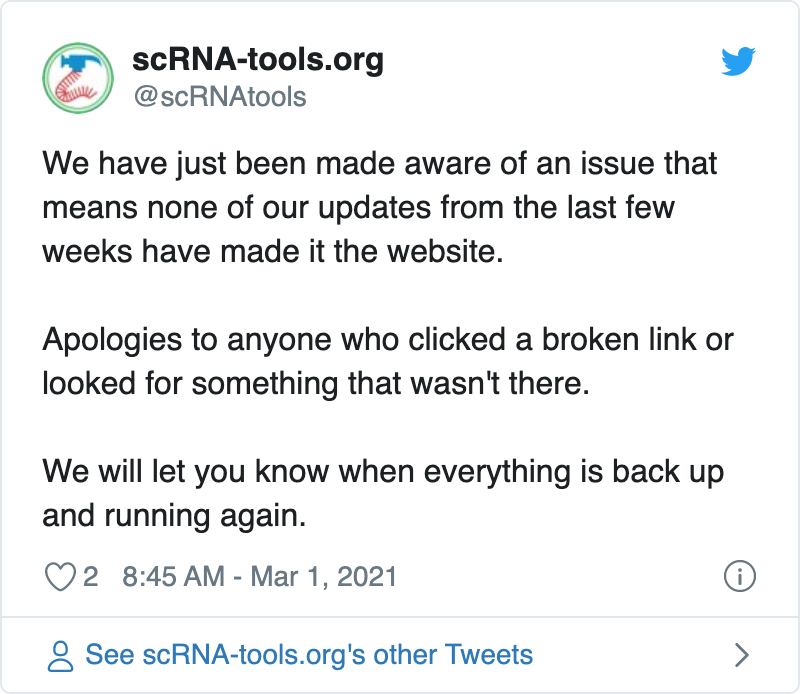 scRNA-tools.org
@scRNAtools
We have just been made aware of an issue that
means none of our updates from the last few
weeks have made it the website.
Apologies to anyone who clicked a broken link or
looked for something that wasn't there.
We will let you know when everything is back up
and running again.
2 8:45 AM - Mar 1, 2021
See scRNA-tools.org's other Tweets